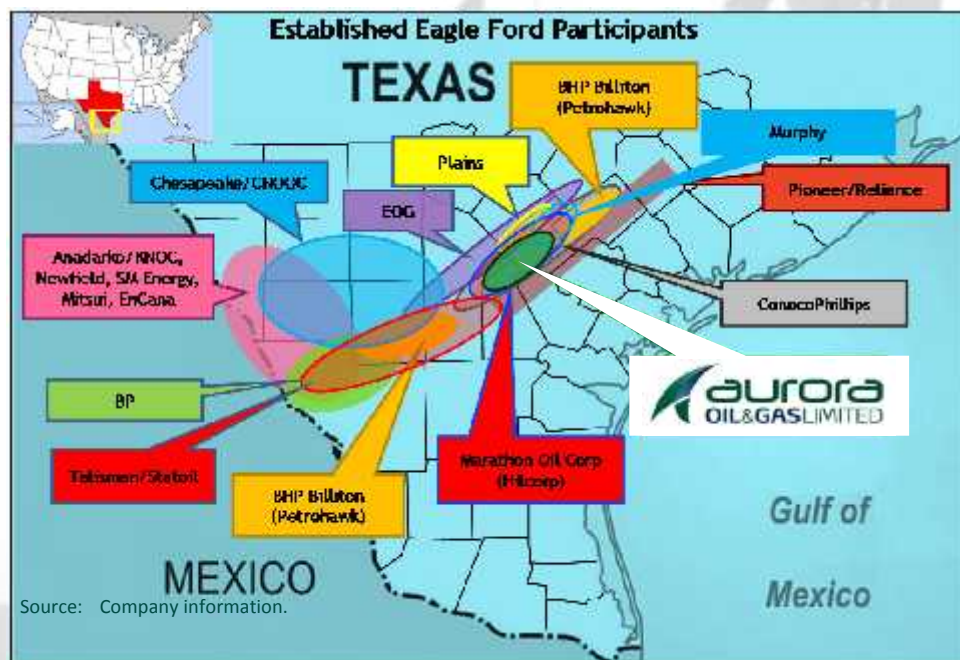 Established Eagle Ford Participants
TEXAS
BHP Billiton
(Petrohawk)
Murphy
Plains
Chesapeake/CNOOC
Pioneer/Reliance
EOG
Anadarko/KNOC,
Newfield, SM Energy,
Mitsui, EnCana
ConocoPhillips
aurora
OIL&GASLIMITED
BP
Marathon Oil Corp
(Hilcorp)
Talisman/Statoil
BHP Billiton
(Petrohawk)
Gulf of
Mexico
MEXICO
Source: Company information.